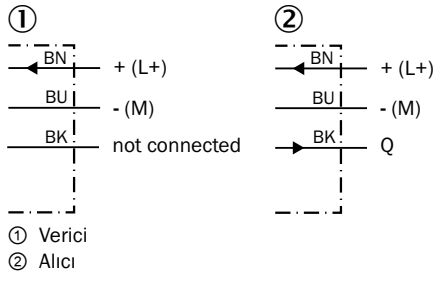 ① ②
BN + (L+) BN + (L+)
BU - (M) BU - (M)
BK not connected BK Q
① Verici
② Alıcı